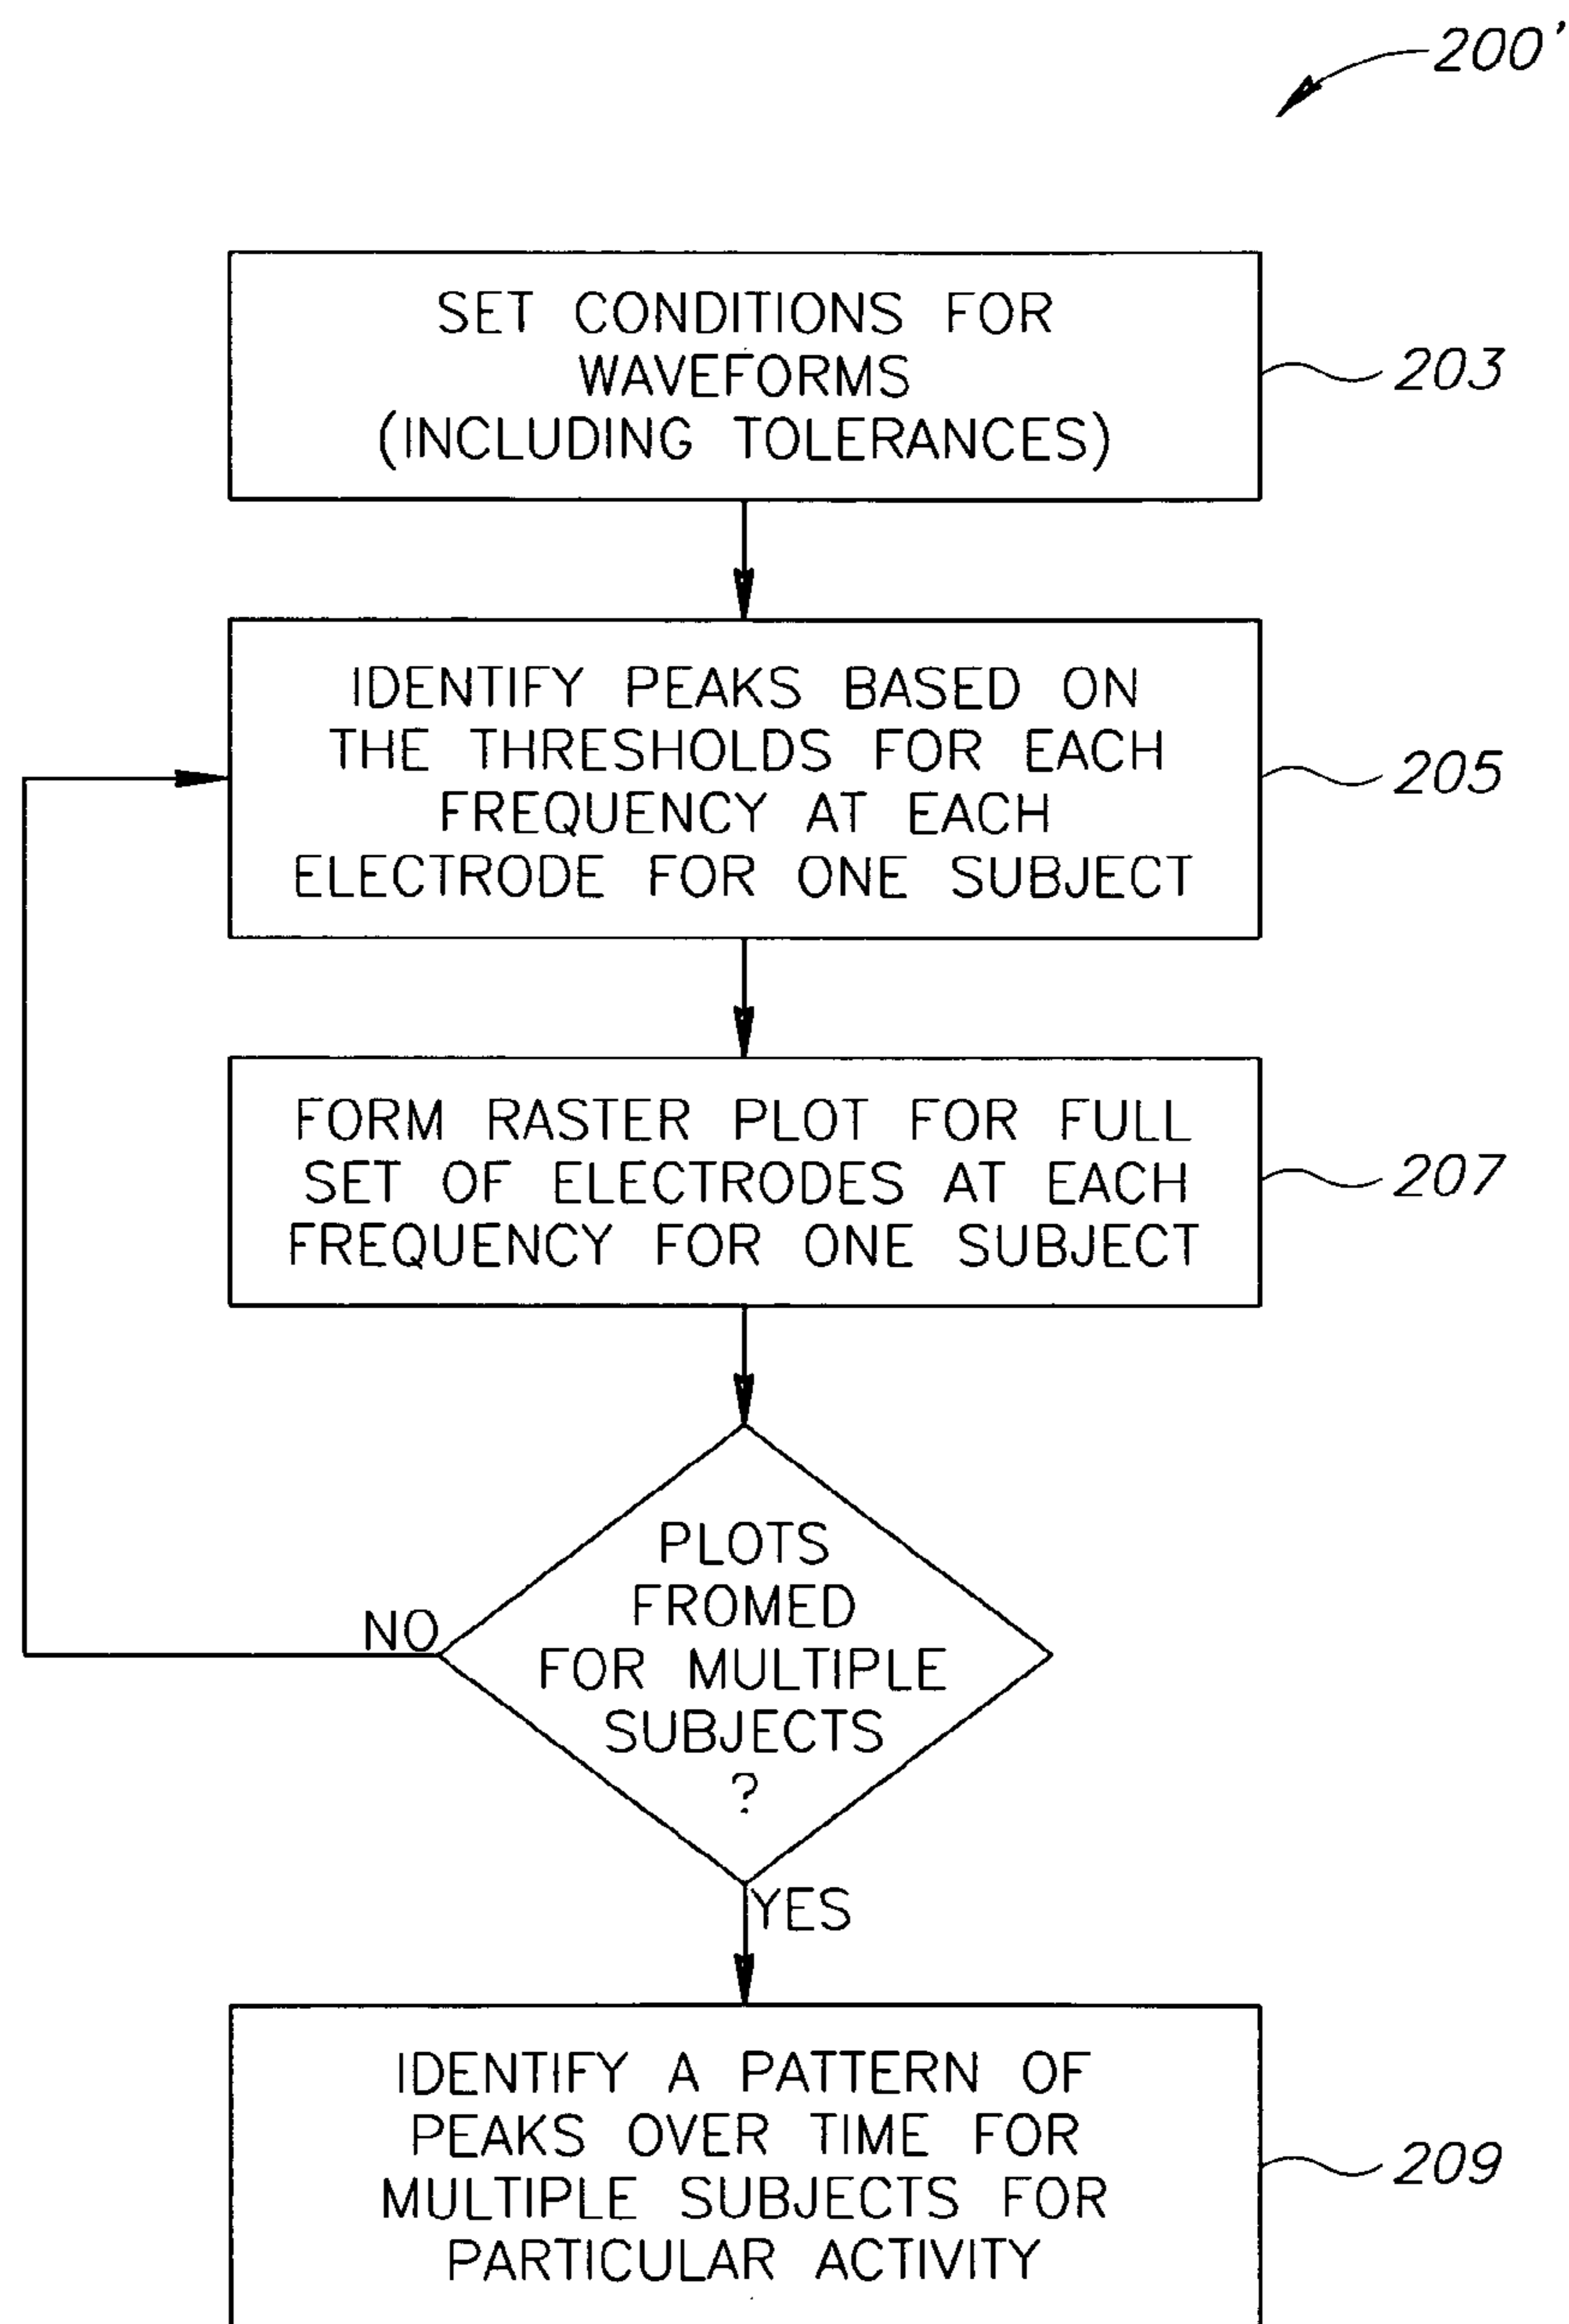 200'
SET CONDITIONS FOR
WAVEFORMS
(INCLUDING TOLERANCES)
203
IDENTIFY PEAKS BASED ON
THE THRESHOLDS FOR EACH
FREQUENCY AT EACH
ELECTRODE FOR ONE SUBJECT
205
FORM RASTER PLOT FOR FULL
SET OF ELECTRODES AT EACH
FREQUENCY FOR ONE SUBJECT
207
PLOTS
FROMED
FOR MULTIPLE
SUBJECTS
?
NO
YES
IDENTIFY A PATTERN OF
PEAKS OVER TIME FOR
MULTIPLE SUBJECTS FOR
PARTICULAR ACTIVITY
209